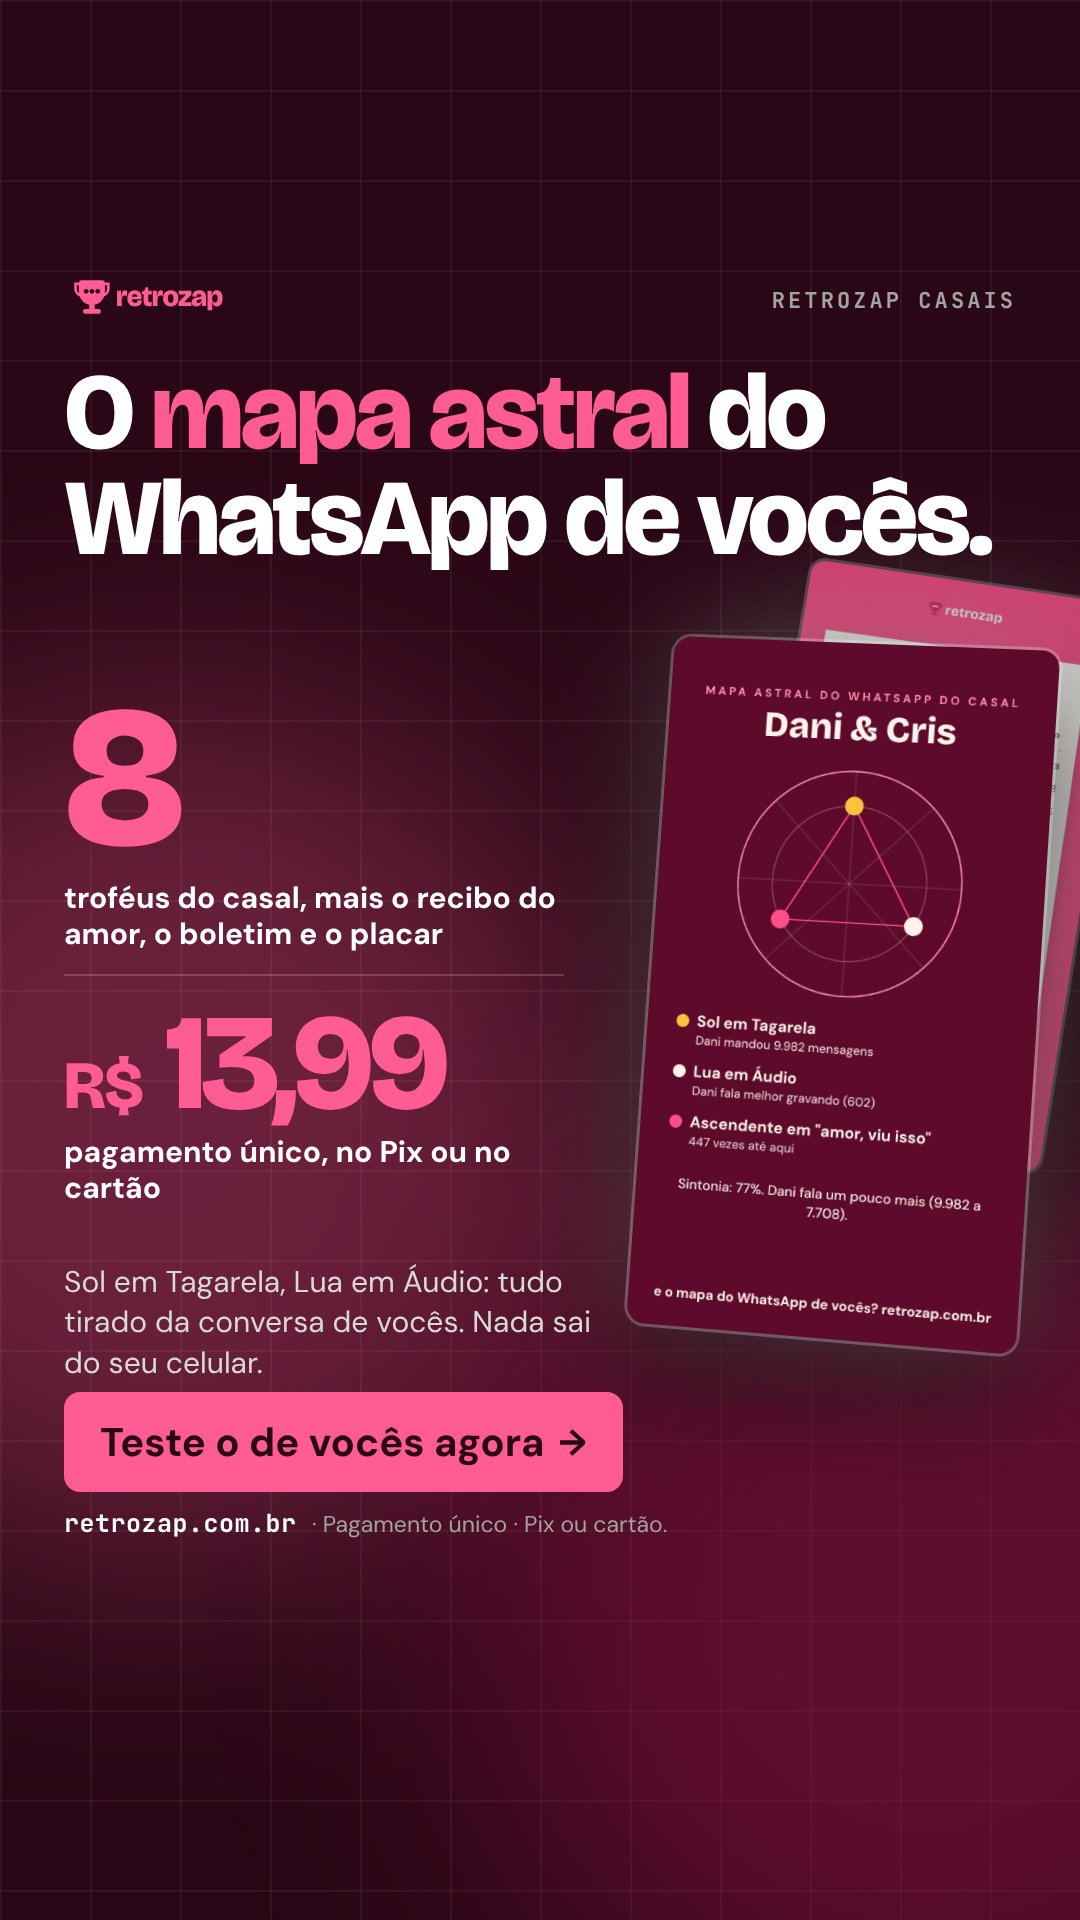 retrozap
RETROZAP CASAIS
O mapa astral do
WhatsApp de vocês.
retrozap
MAPA ASTRAL DO WHATSAPP DO CASAL
Dani & Cris
8
troféus do casal, mais o recibo do
amor, o boletim e o placar
R$ 13,99
pagamento único, no Pix ou no
cartão
Sol em Tagarela
Dani mandou 9.982 mensagens
Lua em Áudio
Dani fala melhor gravando (602)
Ascendente em "amor, viu isso"
447 vezes até aqui
Sintonia: 77%. Dani fala um pouco mais (9.982 a
7.708).
e o mapa do WhatsApp de vocês? retrozap.com.br
Sol em Tagarela, Lua em Áudio: tudo
tirado da conversa de vocês. Nada sai
do seu celular.
Teste o de vocês agora →
retrozap.com.br · Pagamento único · Pix ou cartão.